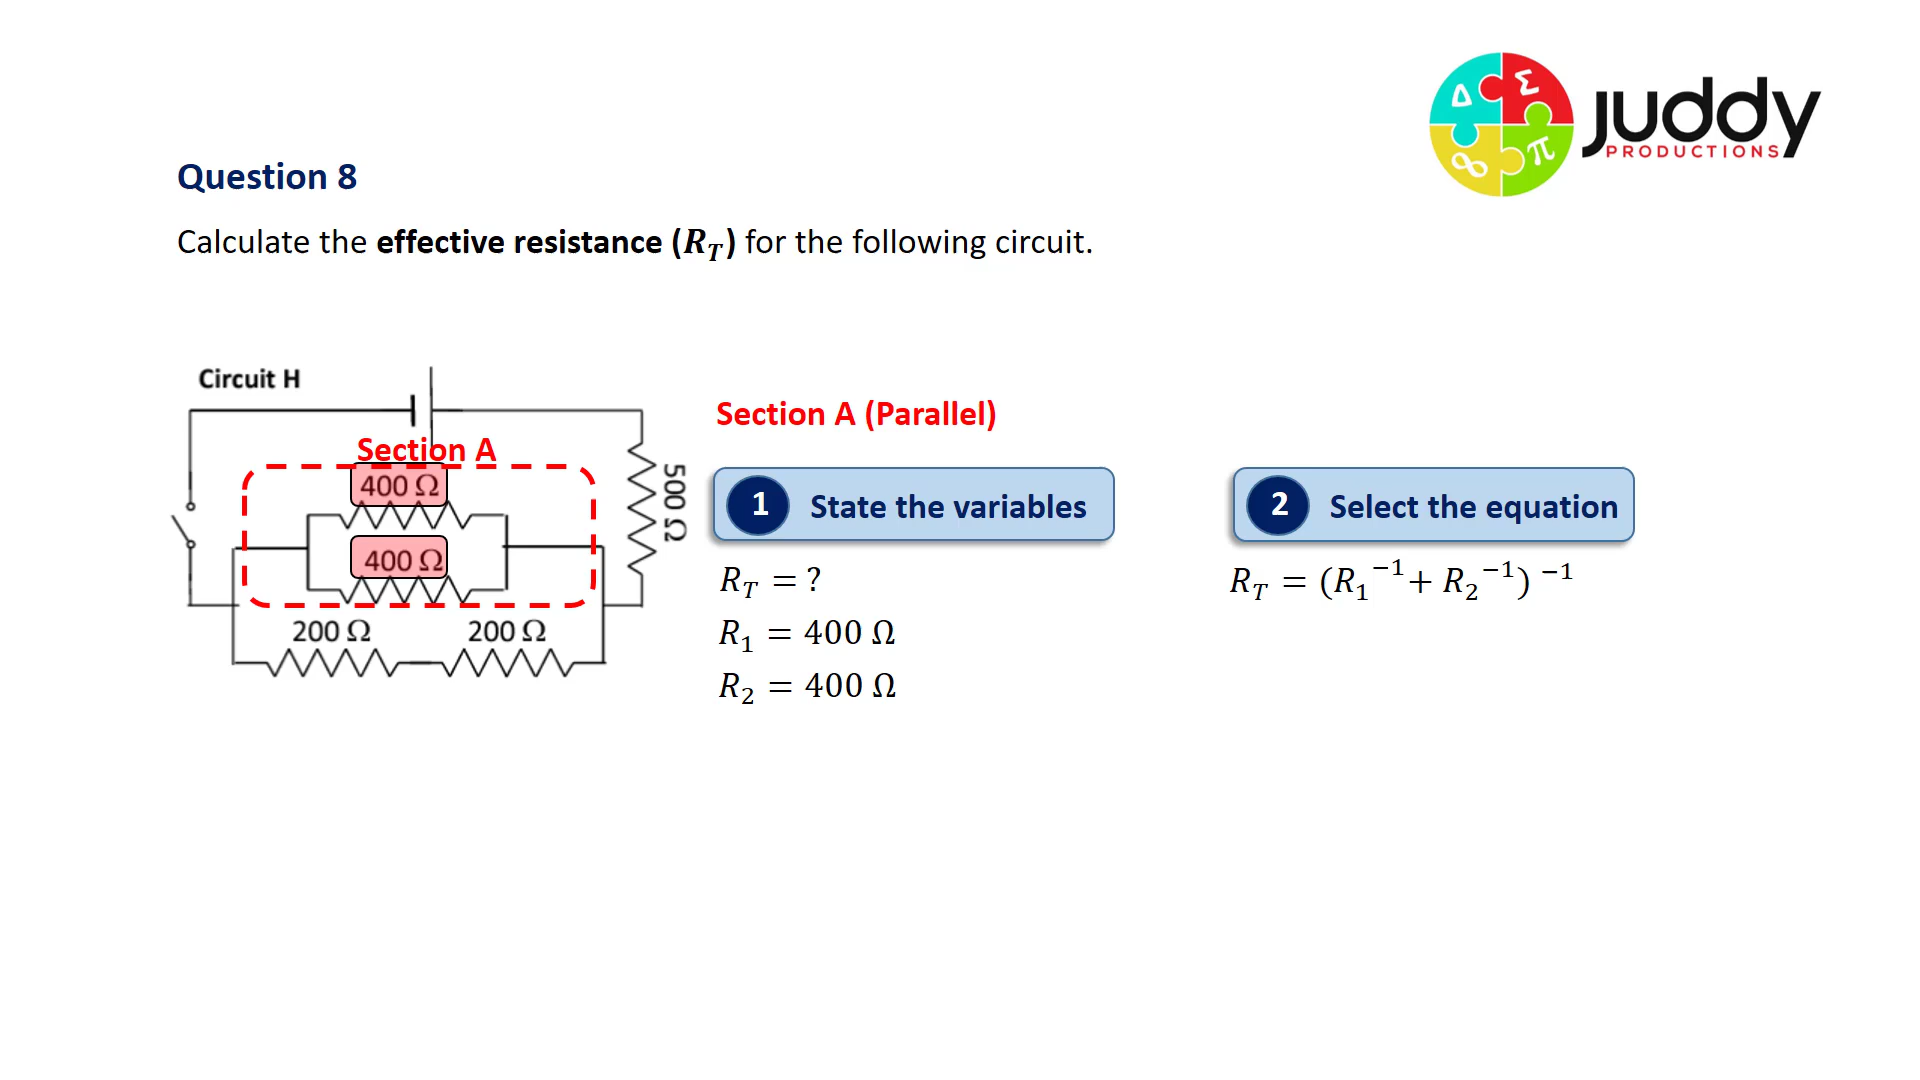 juddy
PRODUCTIONS
Δ Σ
∞ π
Question 8
Calculate the effective resistance (R_T) for the following circuit.
Circuit H
Section A
400 Ω
400 Ω
500 Ω
200 Ω 200 Ω
Section A (Parallel)
1 State the variables
R_T = ?
R_1 = 400 Ω
R_2 = 400 Ω
2 Select the equation
R_T = (R_1^{-1} + R_2^{-1})^{-1}